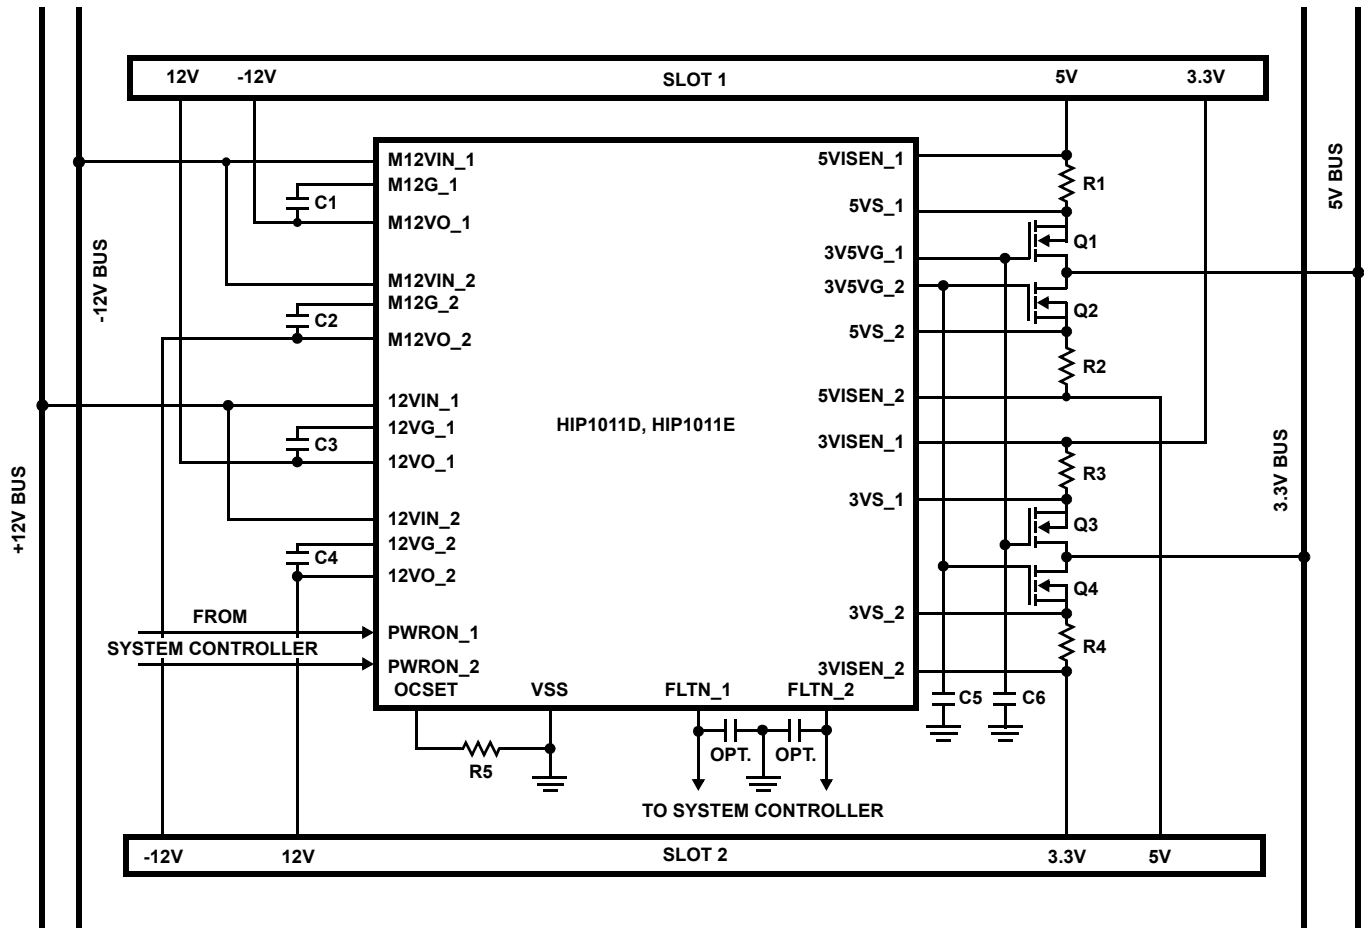 12V -12V SLOT 1 5V 3.3V
M12VIN_1
M12G_1
C1
M12VO_1
M12VIN_2
M12G_2
C2
M12VO_2
12VIN_1
12VG_1
C3
12VO_1
12VIN_2
12VG_2
C4
12VO_2
FROM
SYSTEM CONTROLLER
PWRON_1
PWRON_2
-12V BUS
+12V BUS
HIP1011D, HIP1011E
5VISEN_1
5VS_1
3V5VG_1
3V5VG_2
5VS_2
5VISEN_2
3VISEN_1
3VS_1
3VS_2
3VISEN_2
R1
Q1
Q2
R2
R3
Q3
Q4
R4
C5 C6
5V BUS
3.3V BUS
OCSET VSS FLTN_1 FLTN_2
R5
OPT. OPT.
TO SYSTEM CONTROLLER
-12V 12V SLOT 2 3.3V 5V